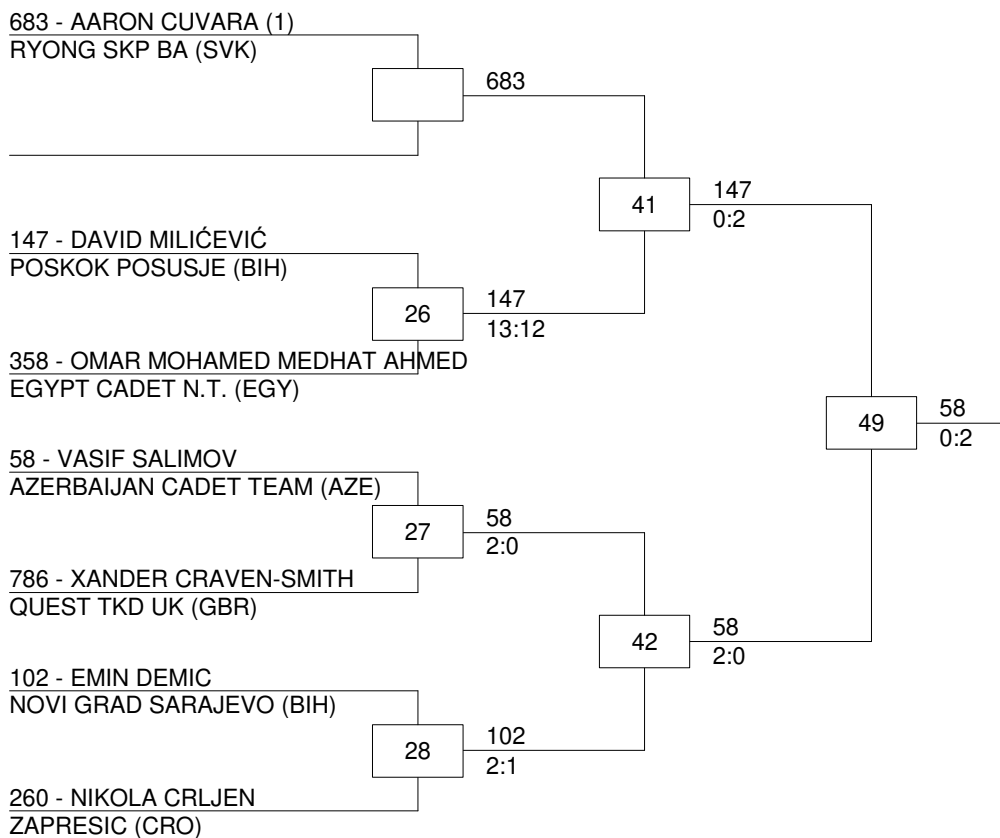 683 - AARON CUVARA (1)
RYONG SKP BA (SVK)
683
41
147
0:2
147 - DAVID MILIĆEVIĆ
POSKOK POSUSJE (BIH)
26
147
13:12
358 - OMAR MOHAMED MEDHAT AHMED
EGYPT CADET N.T. (EGY)
49
58
0:2
58 - VASIF SALIMOV
AZERBAIJAN CADET TEAM (AZE)
27
58
2:0
786 - XANDER CRAVEN-SMITH
QUEST TKD UK (GBR)
42
58
2:0
102 - EMIN DEMIC
NOVI GRAD SARAJEVO (BIH)
28
102
2:1
260 - NIKOLA CRLJEN
ZAPRESIC (CRO)